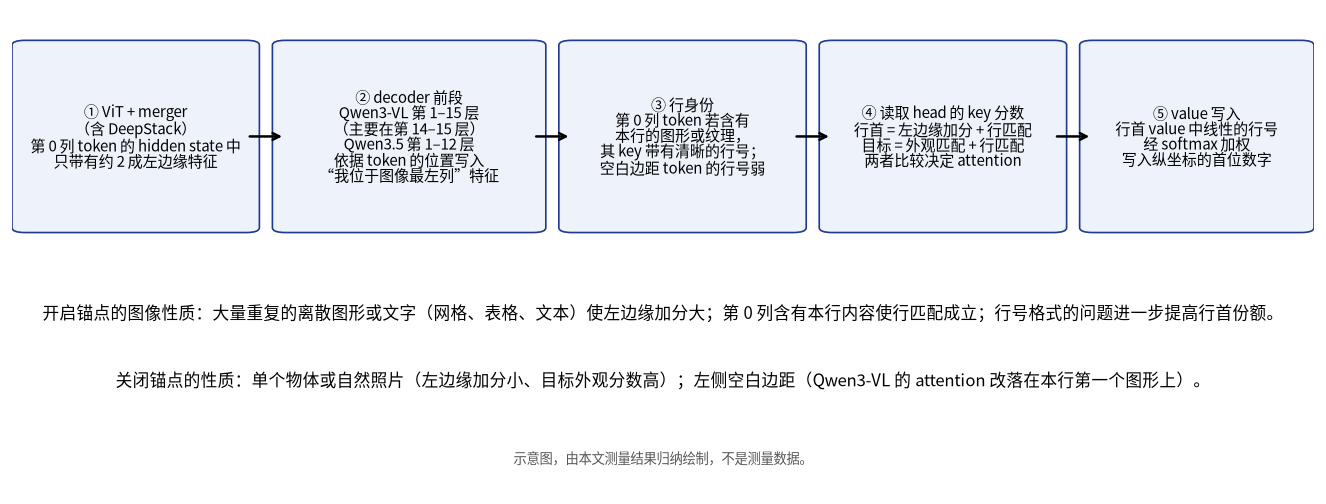 ① ViT + merger
（含 DeepStack）
第 0 列 token 的 hidden state 中
只带有约 2 成左边缘特征
② decoder 前段
Qwen3-VL 第 1–15 层
（主要在第 14–15 层）
Qwen3.5 第 1–12 层
依据 token 的位置写入
“我位于图像最左列”特征
③ 行身份
第 0 列 token 若含有
本行的图形或纹理，
其 key 带有清晰的行号；
空白边距 token 的行号弱
④ 读取 head 的 key 分数
行首 = 左边缘加分 + 行匹配
目标 = 外观匹配 + 行匹配
两者比较决定 attention
⑤ value 写入
行首 value 中线性的行号
经 softmax 加权
写入纵坐标的首位数字
开启锚点的图像性质：大量重复的离散图形或文字（网格、表格、文本）使左边缘加分大；第 0 列含有本行内容使行匹配成立；行号格式的问题进一步提高行首份额。
关闭锚点的性质：单个物体或自然照片（左边缘加分小、目标外观分数高）；左侧空白边距（Qwen3-VL 的 attention 改落在本行第一个图形上）。
示意图，由本文测量结果归纳绘制，不是测量数据。